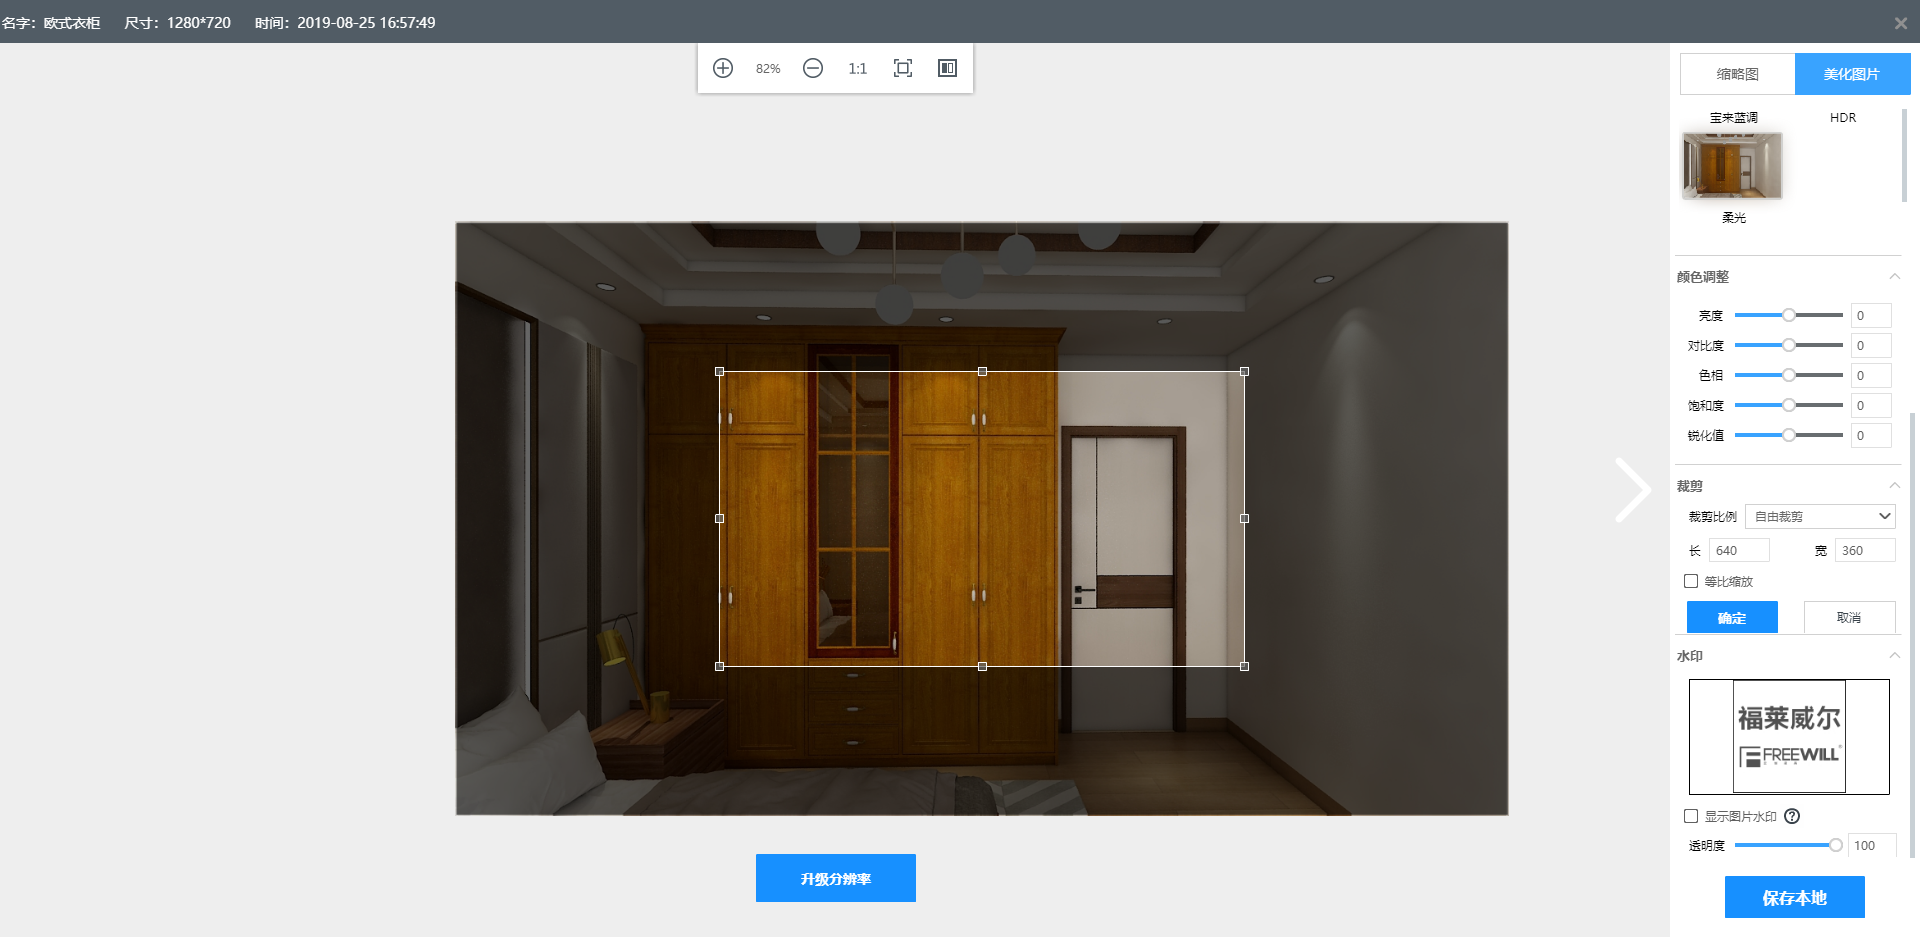 名字：欧式衣柜 尺寸：1280*720 时间：2019-08-25 16:57:49
82% 1:1
缩略图 美化图片
宝来蓝调 HDR
柔光
颜色调整
亮度 0
对比度 0
色相 0
饱和度 0
锐化值 0
裁剪
裁剪比例 自由裁剪
长 640 宽 360
等比缩放
确定 取消
水印
福莱威尔
FREEWILL
显示图片水印 ?
透明度 100
升级分辨率
保存本地